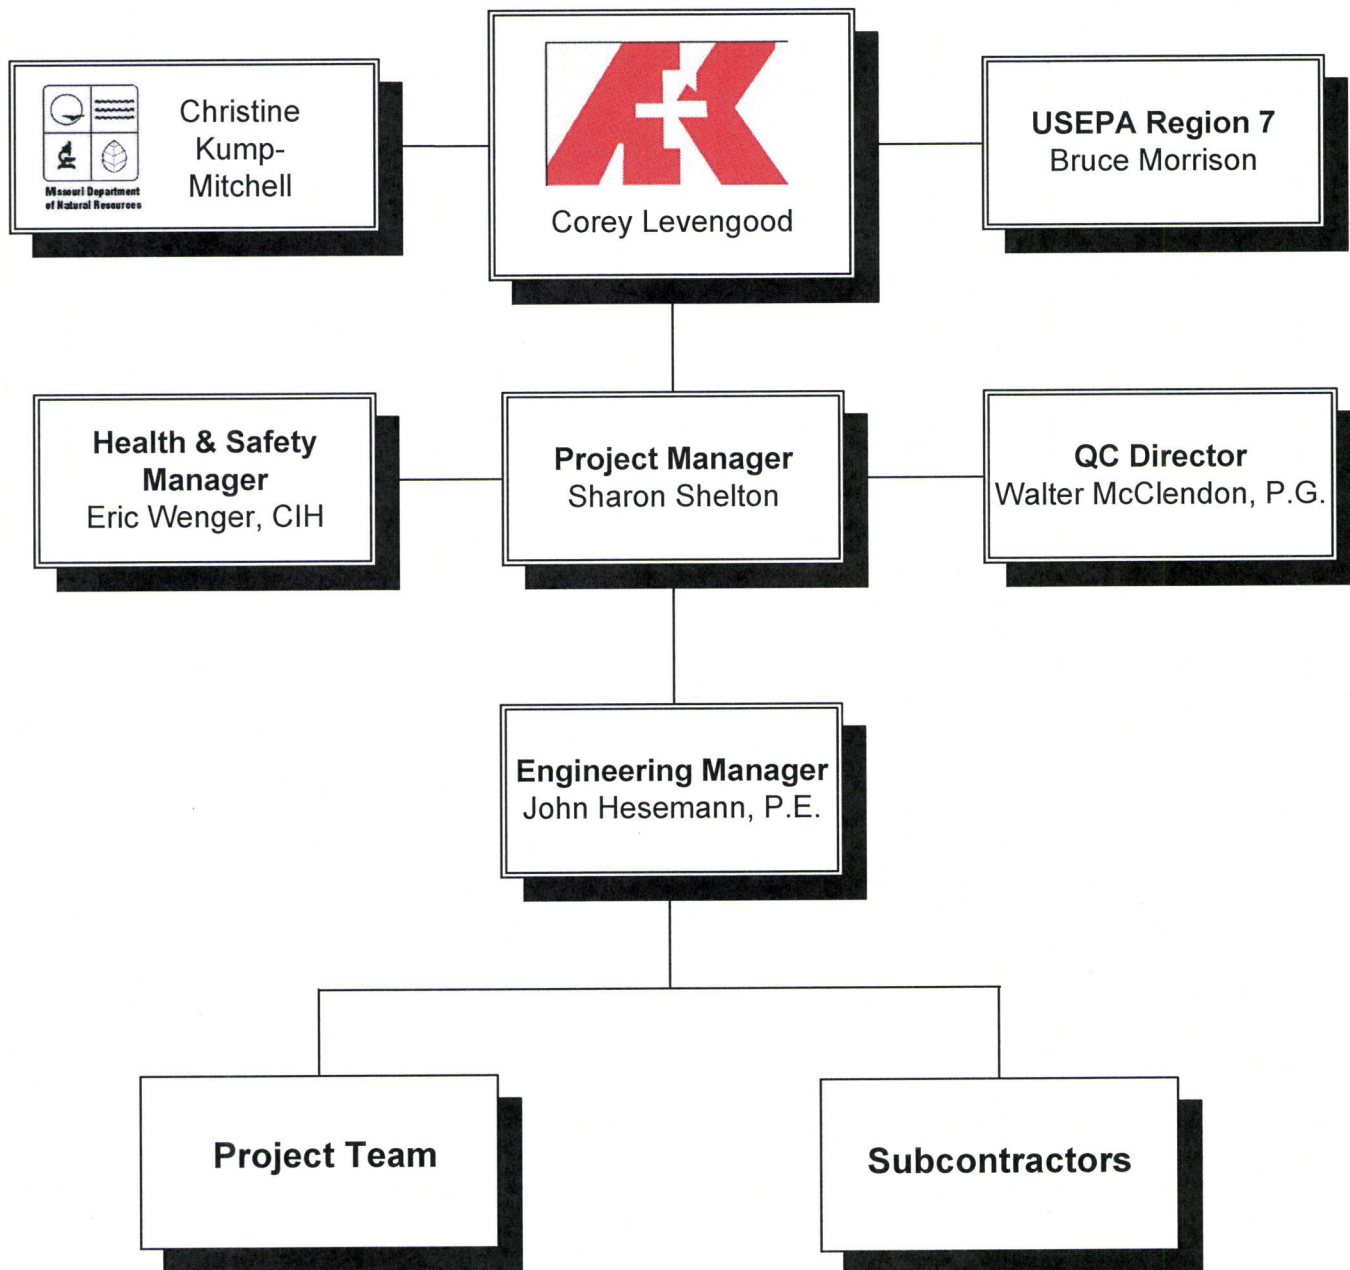 Christine
Kump-
Mitchell
Missouri Department
of Natural Resources
A+K
Corey Levengood
USEPA Region 7
Bruce Morrison
Health & Safety
Manager
Eric Wenger, CIH
Project Manager
Sharon Shelton
QC Director
Walter McClendon, P.G.
Engineering Manager
John Hesemann, P.E.
Project Team
Subcontractors